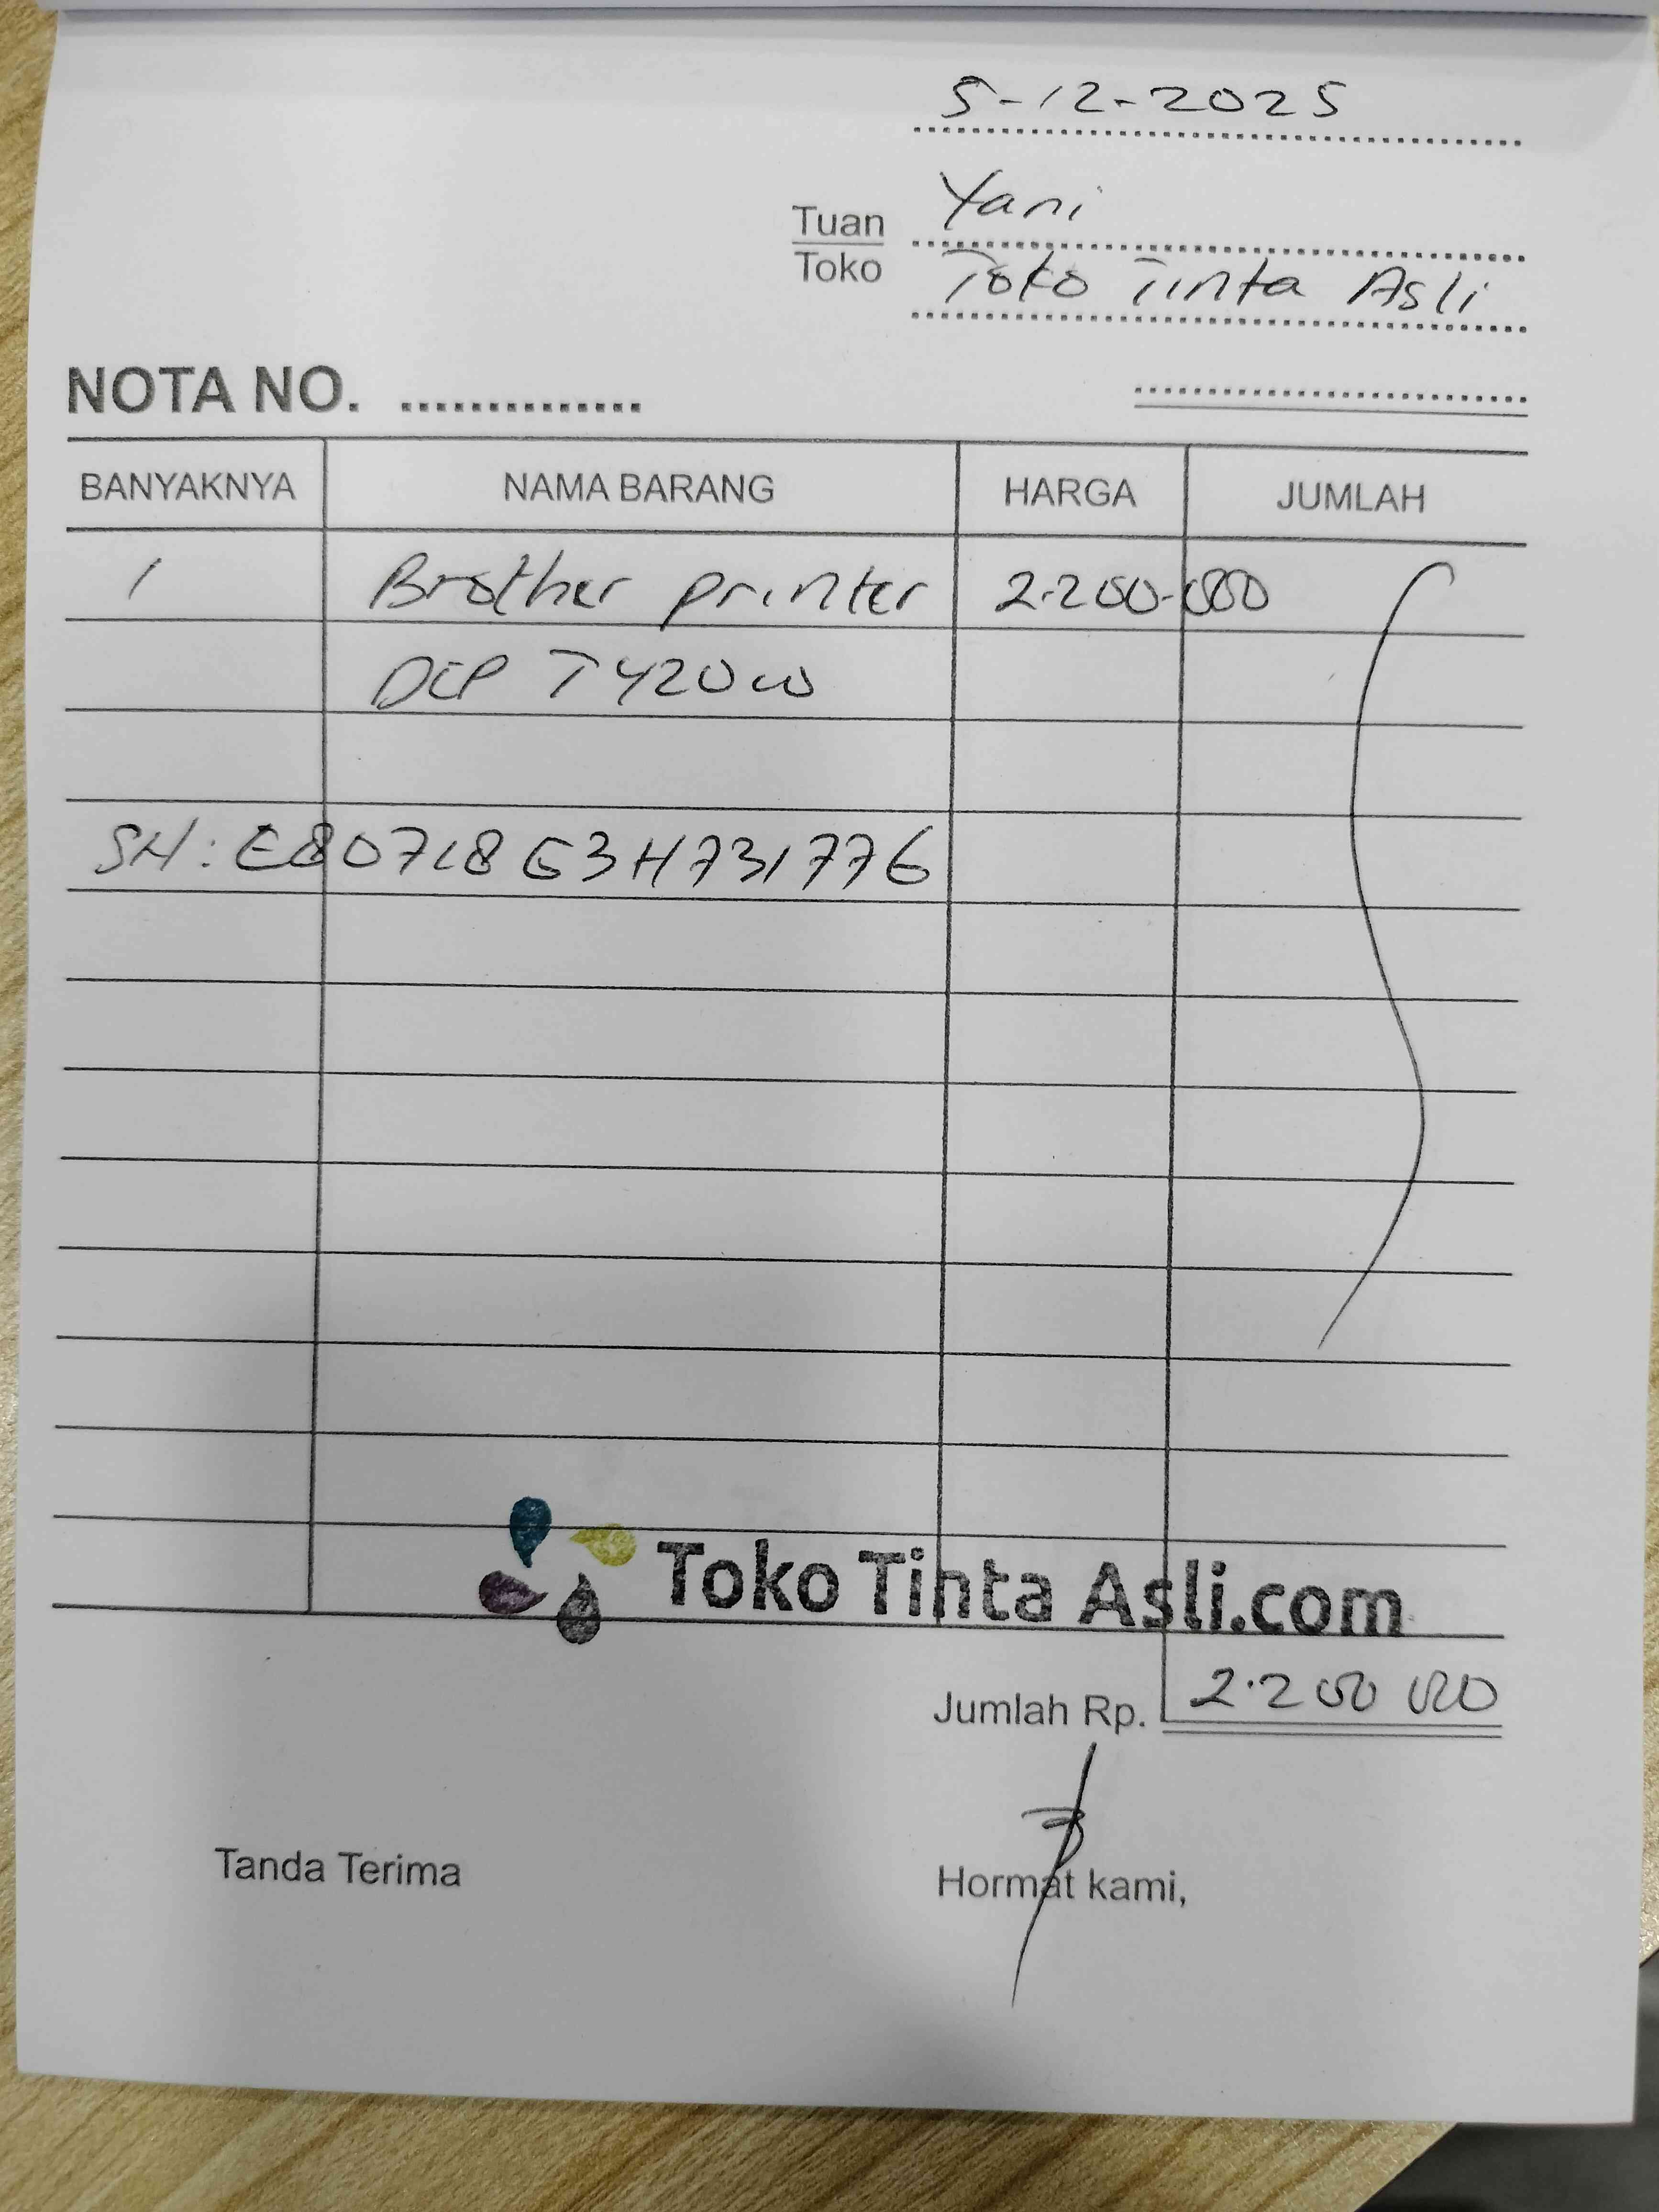 5-12-2025
Tuan Yani
Toko Toko Tinta Asli
NOTA NO. ...............
BANYAKNYA NAMA BARANG HARGA JUMLAH
1 Brother printer 2.200.000
DCP T420W
SN: E80718G3H731776
Toko Tinta Asli.com
Jumlah Rp. 2.200 000
Tanda Terima Hormat kami,